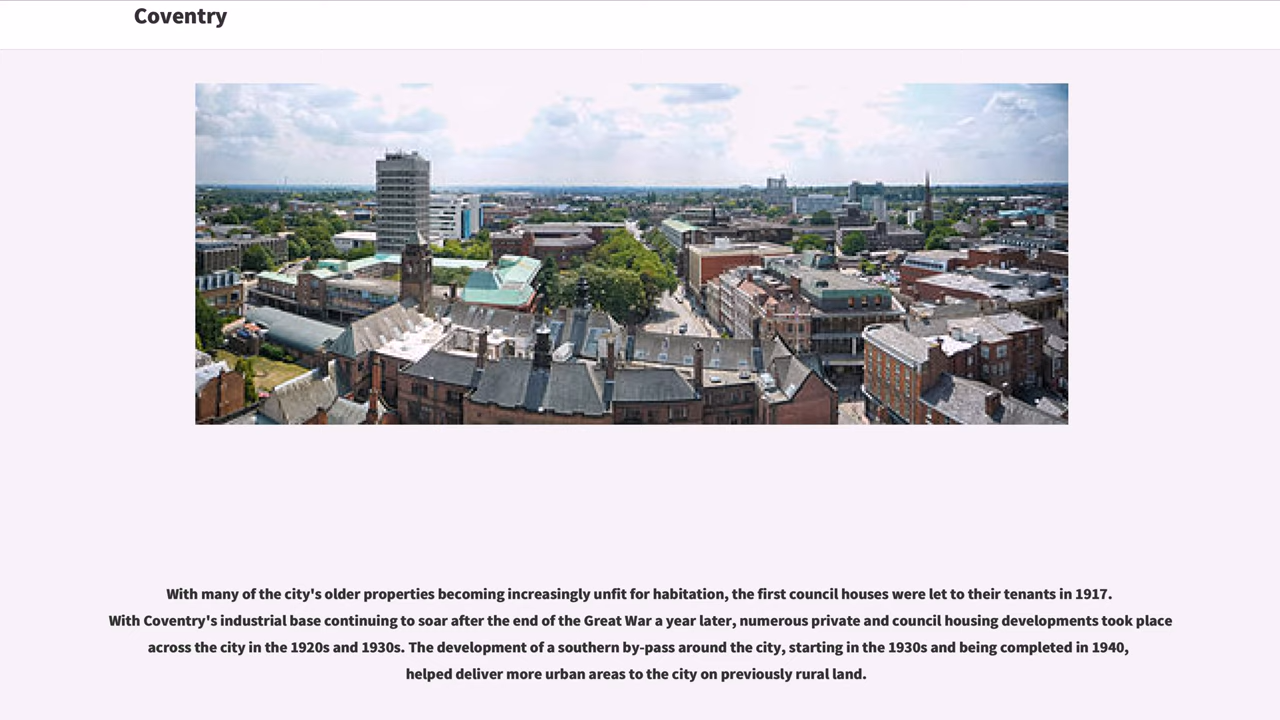 Coventry
With many of the city's older properties becoming increasingly unfit for habitation, the first council houses were let to their tenants in 1917.
With Coventry's industrial base continuing to soar after the end of the Great War a year later, numerous private and council housing developments took place
across the city in the 1920s and 1930s. The development of a southern by-pass around the city, starting in the 1930s and being completed in 1940,
helped deliver more urban areas to the city on previously rural land.